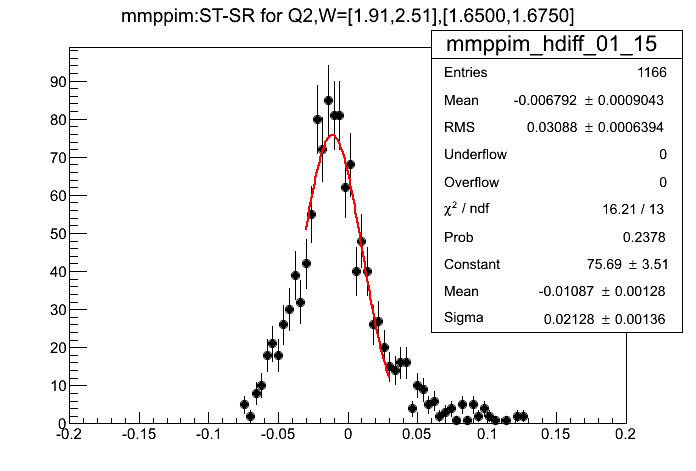 mmppim:ST-SR for Q2,W=[1.91,2.51],[1.6500,1.6750]
mmppim_hdiff_01_15
Entries 1166
Mean -0.006792 ± 0.0009043
RMS 0.03088 ± 0.0006394
Underflow 0
Overflow 0
χ² / ndf 16.21 / 13
Prob 0.2378
Constant 75.69 ± 3.51
Mean -0.01087 ± 0.00128
Sigma 0.02128 ± 0.00136
90
80
70
60
50
40
30
20
10
0
-0.2 -0.15 -0.1 -0.05 0 0.05 0.1 0.15 0.2